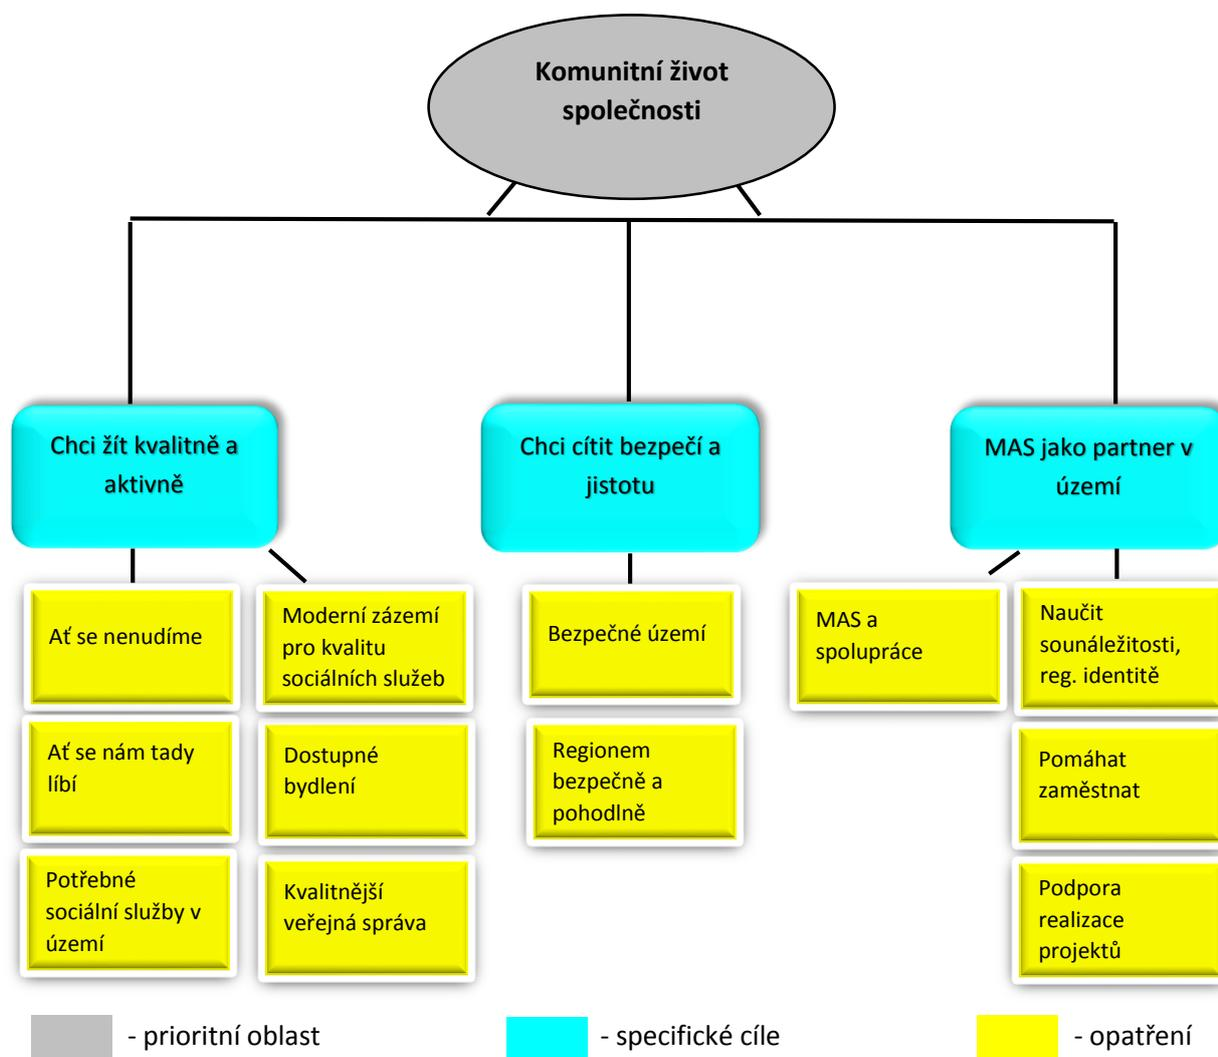 Komunitní život
společnosti
Chci žít kvalitně a
aktivně
Chci cítit bezpečí a
jistotu
MAS jako partner v
území
Ať se nenudíme
Moderní zázemí
pro kvalitu
sociálních služeb
Bezpečné území
MAS a
spolupráce
Naučit
sounáležitosti,
reg. identitě
Ať se nám tady
líbí
Dostupné
bydlení
Regionem
bezpečně a
pohodlně
Pomáhat
zaměstnat
Potřebné
sociální služby v
území
Kvalitnější
veřejná správa
Podpora
realizace
projektů
- prioritní oblast
- specifické cíle
- opatření